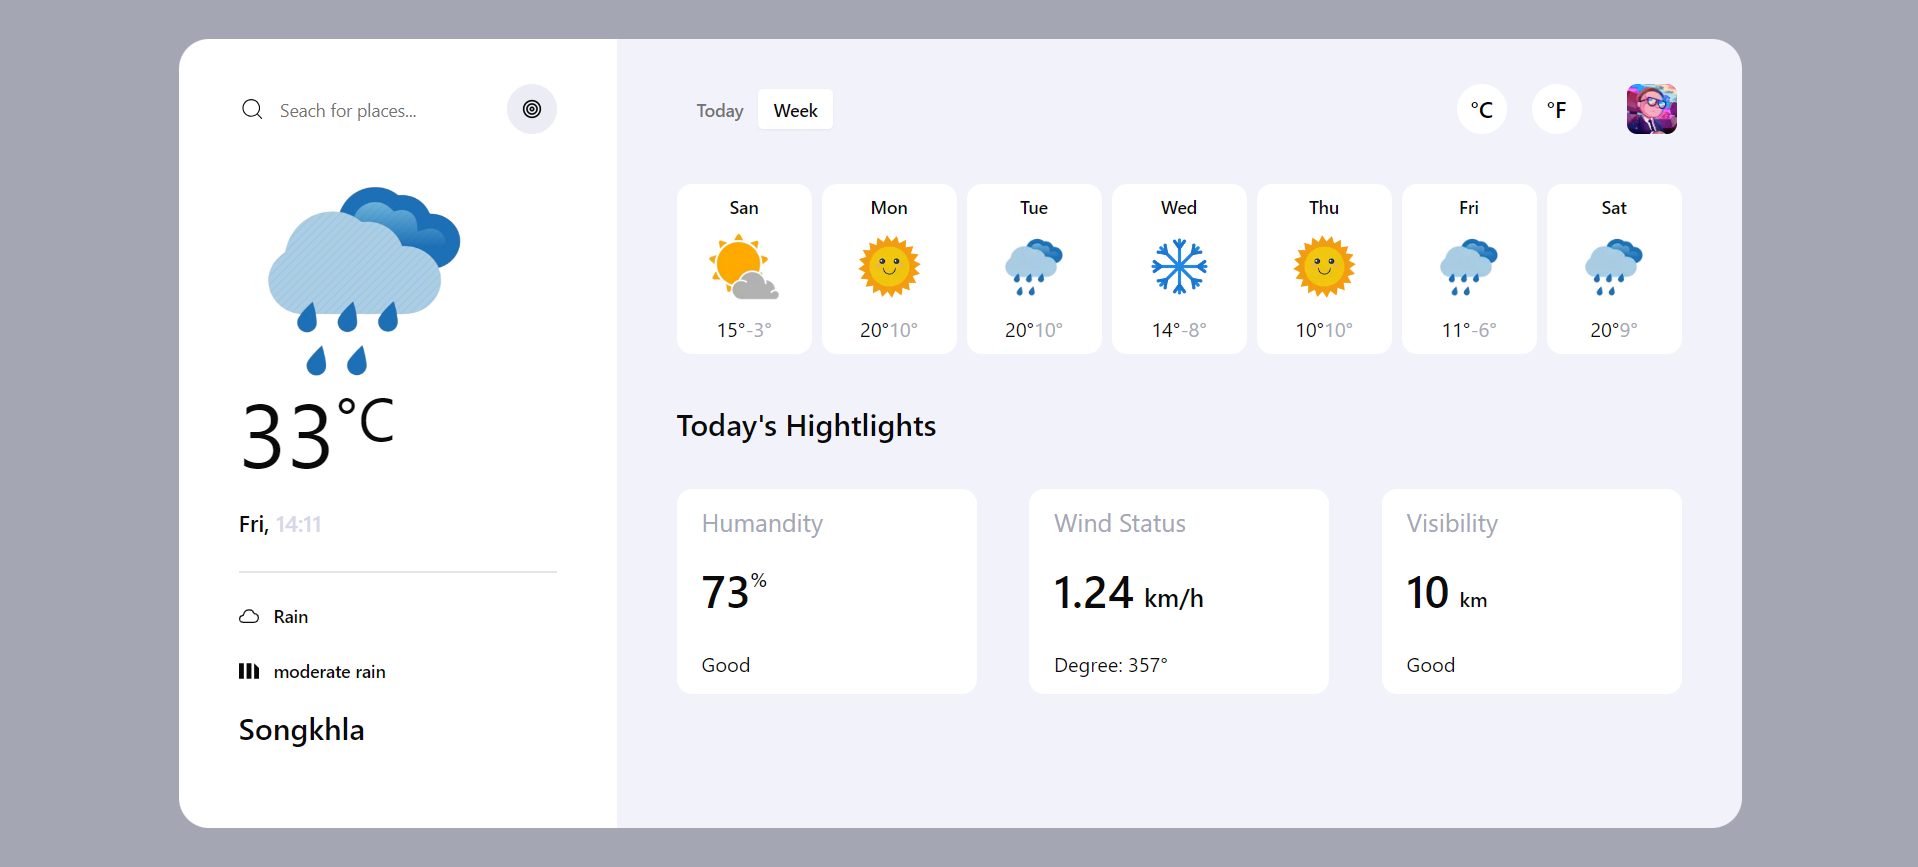 Seach for places...
33°C
Fri, 14:11
Rain
moderate rain
Songkhla
Today Week
°C °F
San Mon Tue Wed Thu Fri Sat
15°-3° 20°10° 20°10° 14°-8° 10°10° 11°-6° 20°9°
Today's Hightlights
Humandity Wind Status Visibility
73% 1.24 km/h 10 km
Good Degree: 357° Good